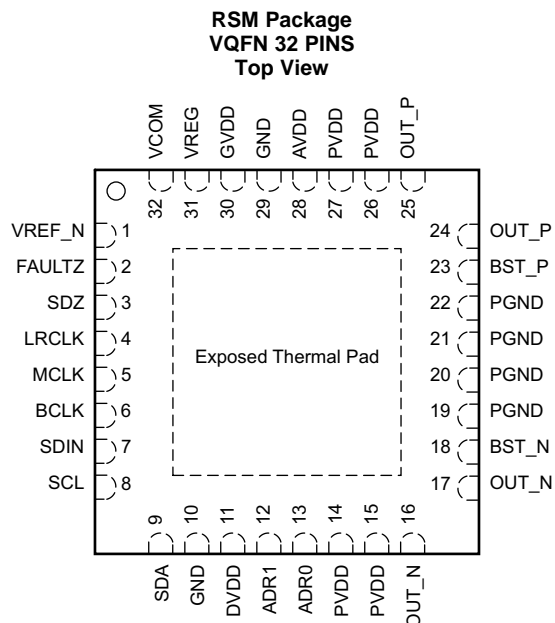 RSM Package
VQFN 32 PINS
Top View
VCOM
VREG
GVDD
GND
AVDD
PVDD
PVDD
OUT_P
32
31
30
29
28
27
26
25
VREF_N 1
FAULTZ 2
SDZ 3
LRCLK 4
MCLK 5
BCLK 6
SDIN 7
SCL 8
Exposed Thermal Pad
24 OUT_P
23 BST_P
22 PGND
21 PGND
20 PGND
19 PGND
18 BST_N
17 OUT_N
9
10
11
12
13
14
15
16
SDA
GND
DVDD
ADR1
ADR0
PVDD
PVDD
OUT_N